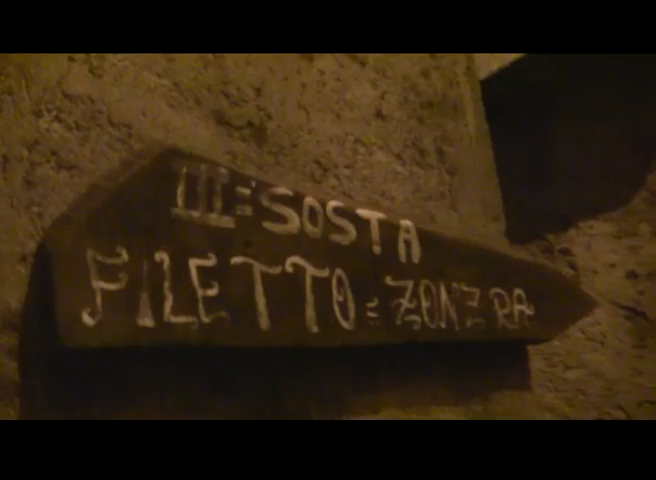 III= SOSTA
FILETTO = ZONZRA